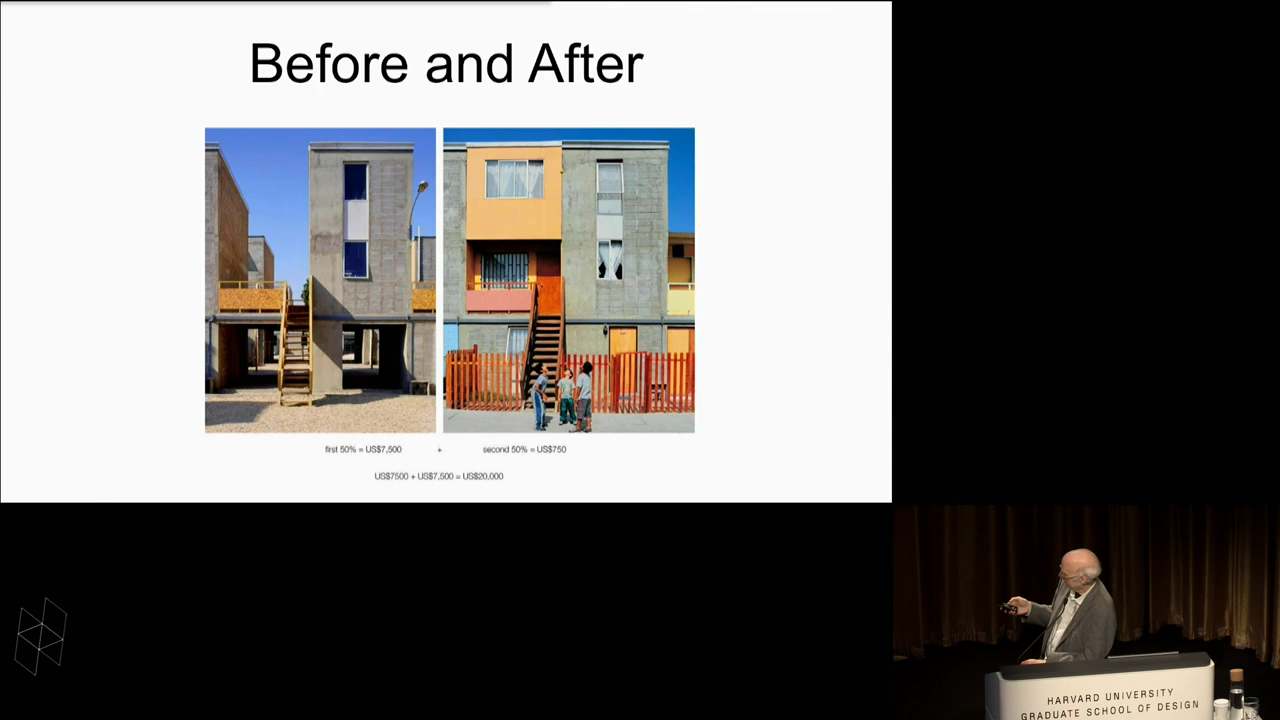 Before and After
first 50% = US$7,500 + second 50% = US$750
US$7500 + US$7,500 = US$20,000
HARVARD UNIVERSITY
GRADUATE SCHOOL OF DESIGN